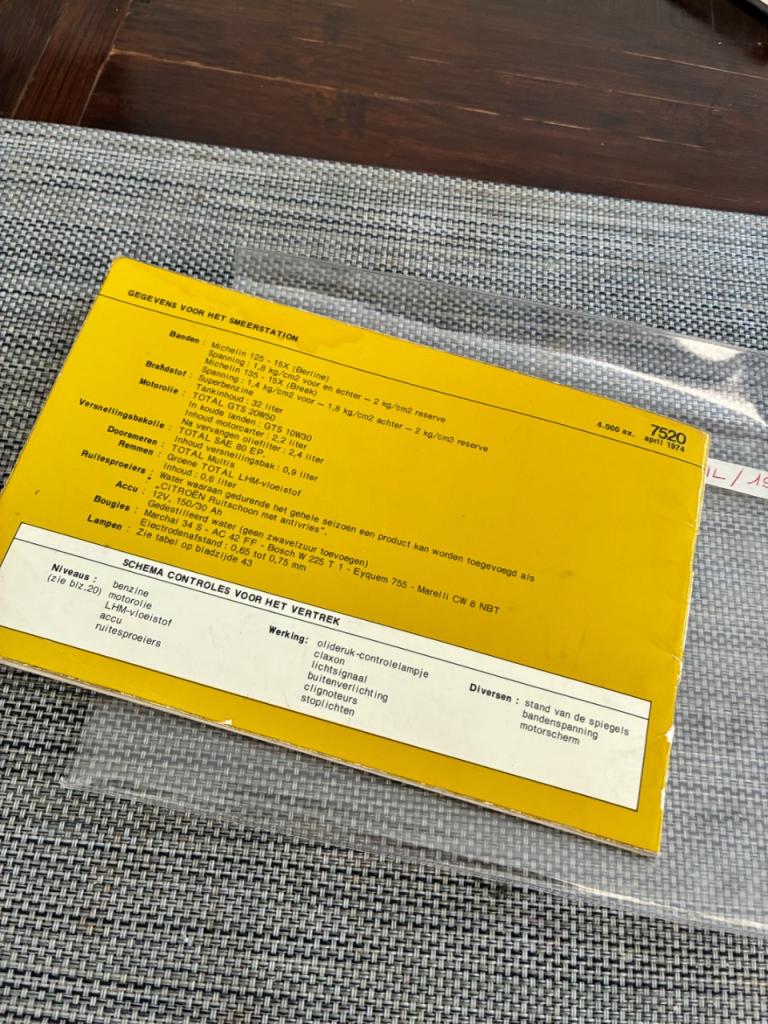 GEGEVENS VOOR HET SMEERSTATION
4.000 ex. 7520
april 1974
Banden : Michelin 125 - 15X (Berline)
Spanning : 1,8 kg/cm2 voor en achter — 2 kg/cm2 reserve
Michelin 135 - 15X (Break)
Spanning : 1,4 kg/cm2 voor — 1,8 kg/cm2 achter — 2 kg/cm3 reserve
Brandstof : Superbenzine
Tankinhoud : 32 liter
Motorolie : TOTAL GTS 20W50
In koude landen : GTS 10W30
Inhoud motorcarter : 2,2 liter
Na vervangen oliefilter : 2,4 liter
Versnellingsbakolie : TOTAL SAE 80 EP.
Inhoud versnellingsbak : 0,9 liter
Doorsmeren : TOTAL Multis
Remmen : Groene TOTAL LHM-vloeistof
Inhoud : 0,6 liter
Ruitesproeiers : Water waaraan gedurende het gehele seizoen een product kan worden toegevoegd als
„CITROËN Ruitschoon met antivries".
Accu : 12V, 150/30 Ah
Gedestilleerd water (geen zwavelzuur toevoegen)
Bougies : Marchal 34 S - AC 42 FF - Bosch W 225 T 1 - Eyquem 755 - Marelli CW 8 NBT
Electrodenafstand : 0,65 tot 0,75 mm
Lampen : Zie tabel op bladzijde 43
SCHEMA CONTROLES VOOR HET VERTREK
Niveaus : benzine
(zie blz.20) motorolie
LHM-vloeistof
accu
ruitesproeiers
Werking: oliedruk-controlelampje
claxon
lichtsignaal
buitenverlichting
clignoteurs
stoplichten
Diversen : stand van de spiegels
bandenspanning
motorscherm